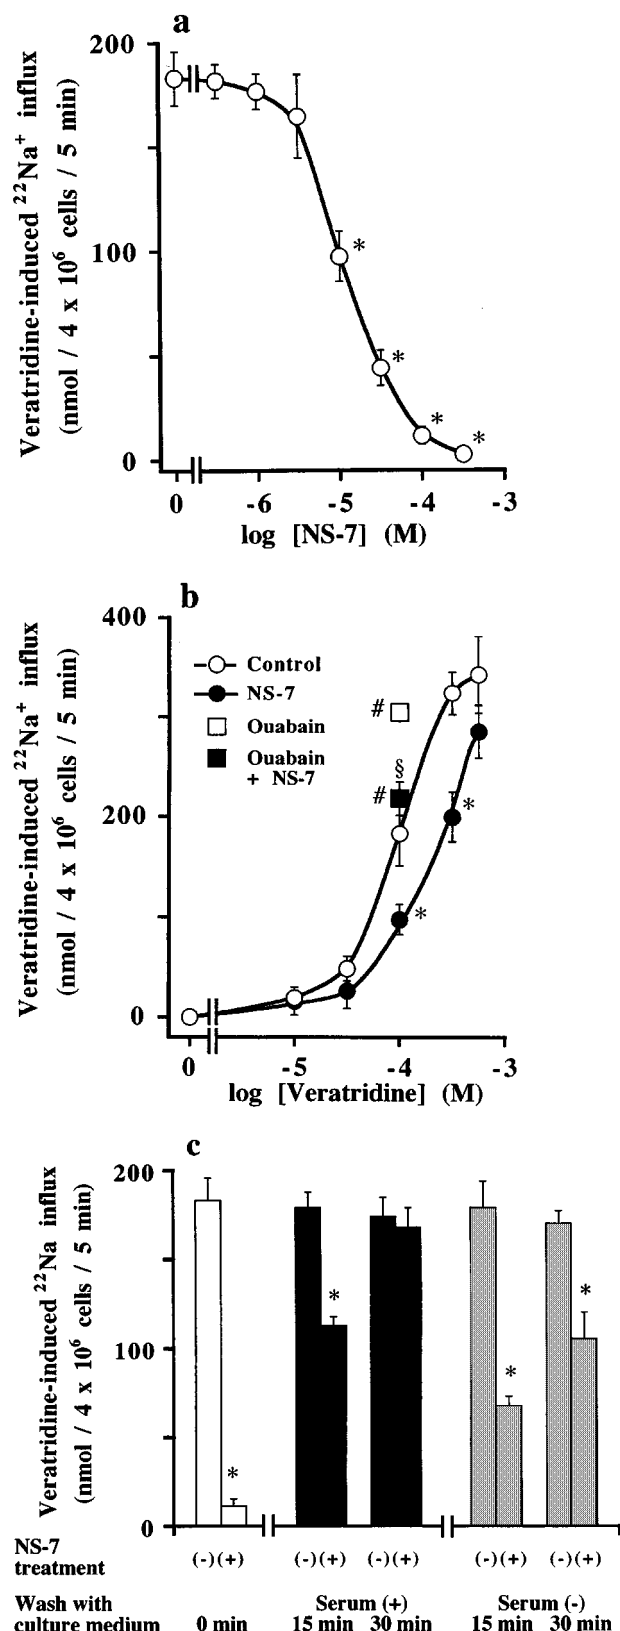 a
Veratridine-induced ²²Na⁺ influx
(nmol / 4 x 10⁶ cells / 5 min)
200
100
0
0 -6 -5 -4 -3
log [NS-7] (M)
*
*
*
*
b
Veratridine-induced ²²Na⁺ influx
(nmol / 4 x 10⁶ cells / 5 min)
400
200
0
Control
NS-7
Ouabain
Ouabain
+ NS-7
#
§
#
*
*
0 -5 -4 -3
log [Veratridine] (M)
c
Veratridine-induced ²²Na influx
(nmol / 4 x 10⁶ cells / 5 min)
200
100
0
*
*
*
*
NS-7
treatment
(-) (+) (-) (+) (-) (+) (-) (+) (-) (+)
Wash with Serum (+) Serum (-)
culture medium 0 min 15 min 30 min 15 min 30 min